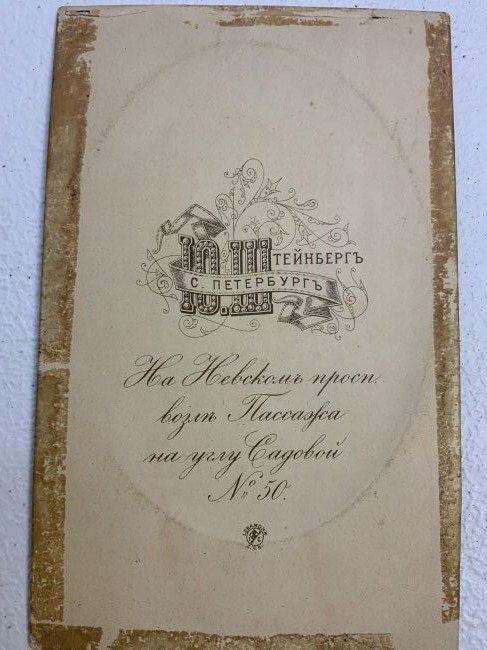 Ю. ШТЕЙНБЕРГЪ
С. ПЕТЕРБУРГЪ
На Невскомъ просп.
возлѣ Пассажа
на углу Садовой
№ 50.